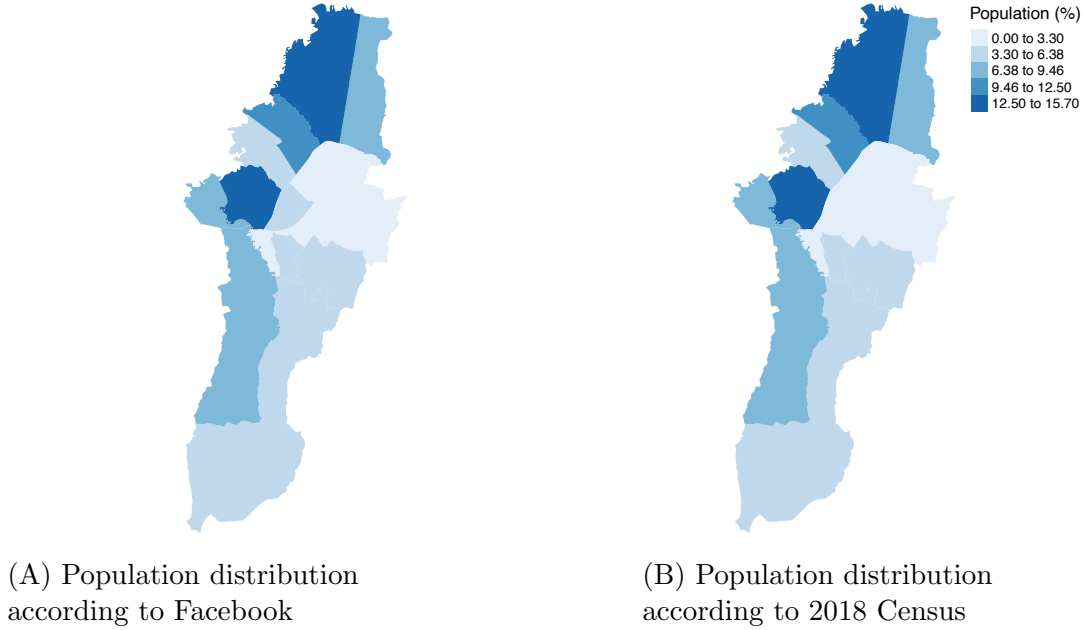 Population (%)
0.00 to 3.30
3.30 to 6.38
6.38 to 9.46
9.46 to 12.50
12.50 to 15.70
(A) Population distribution
according to Facebook
(B) Population distribution
according to 2018 Census